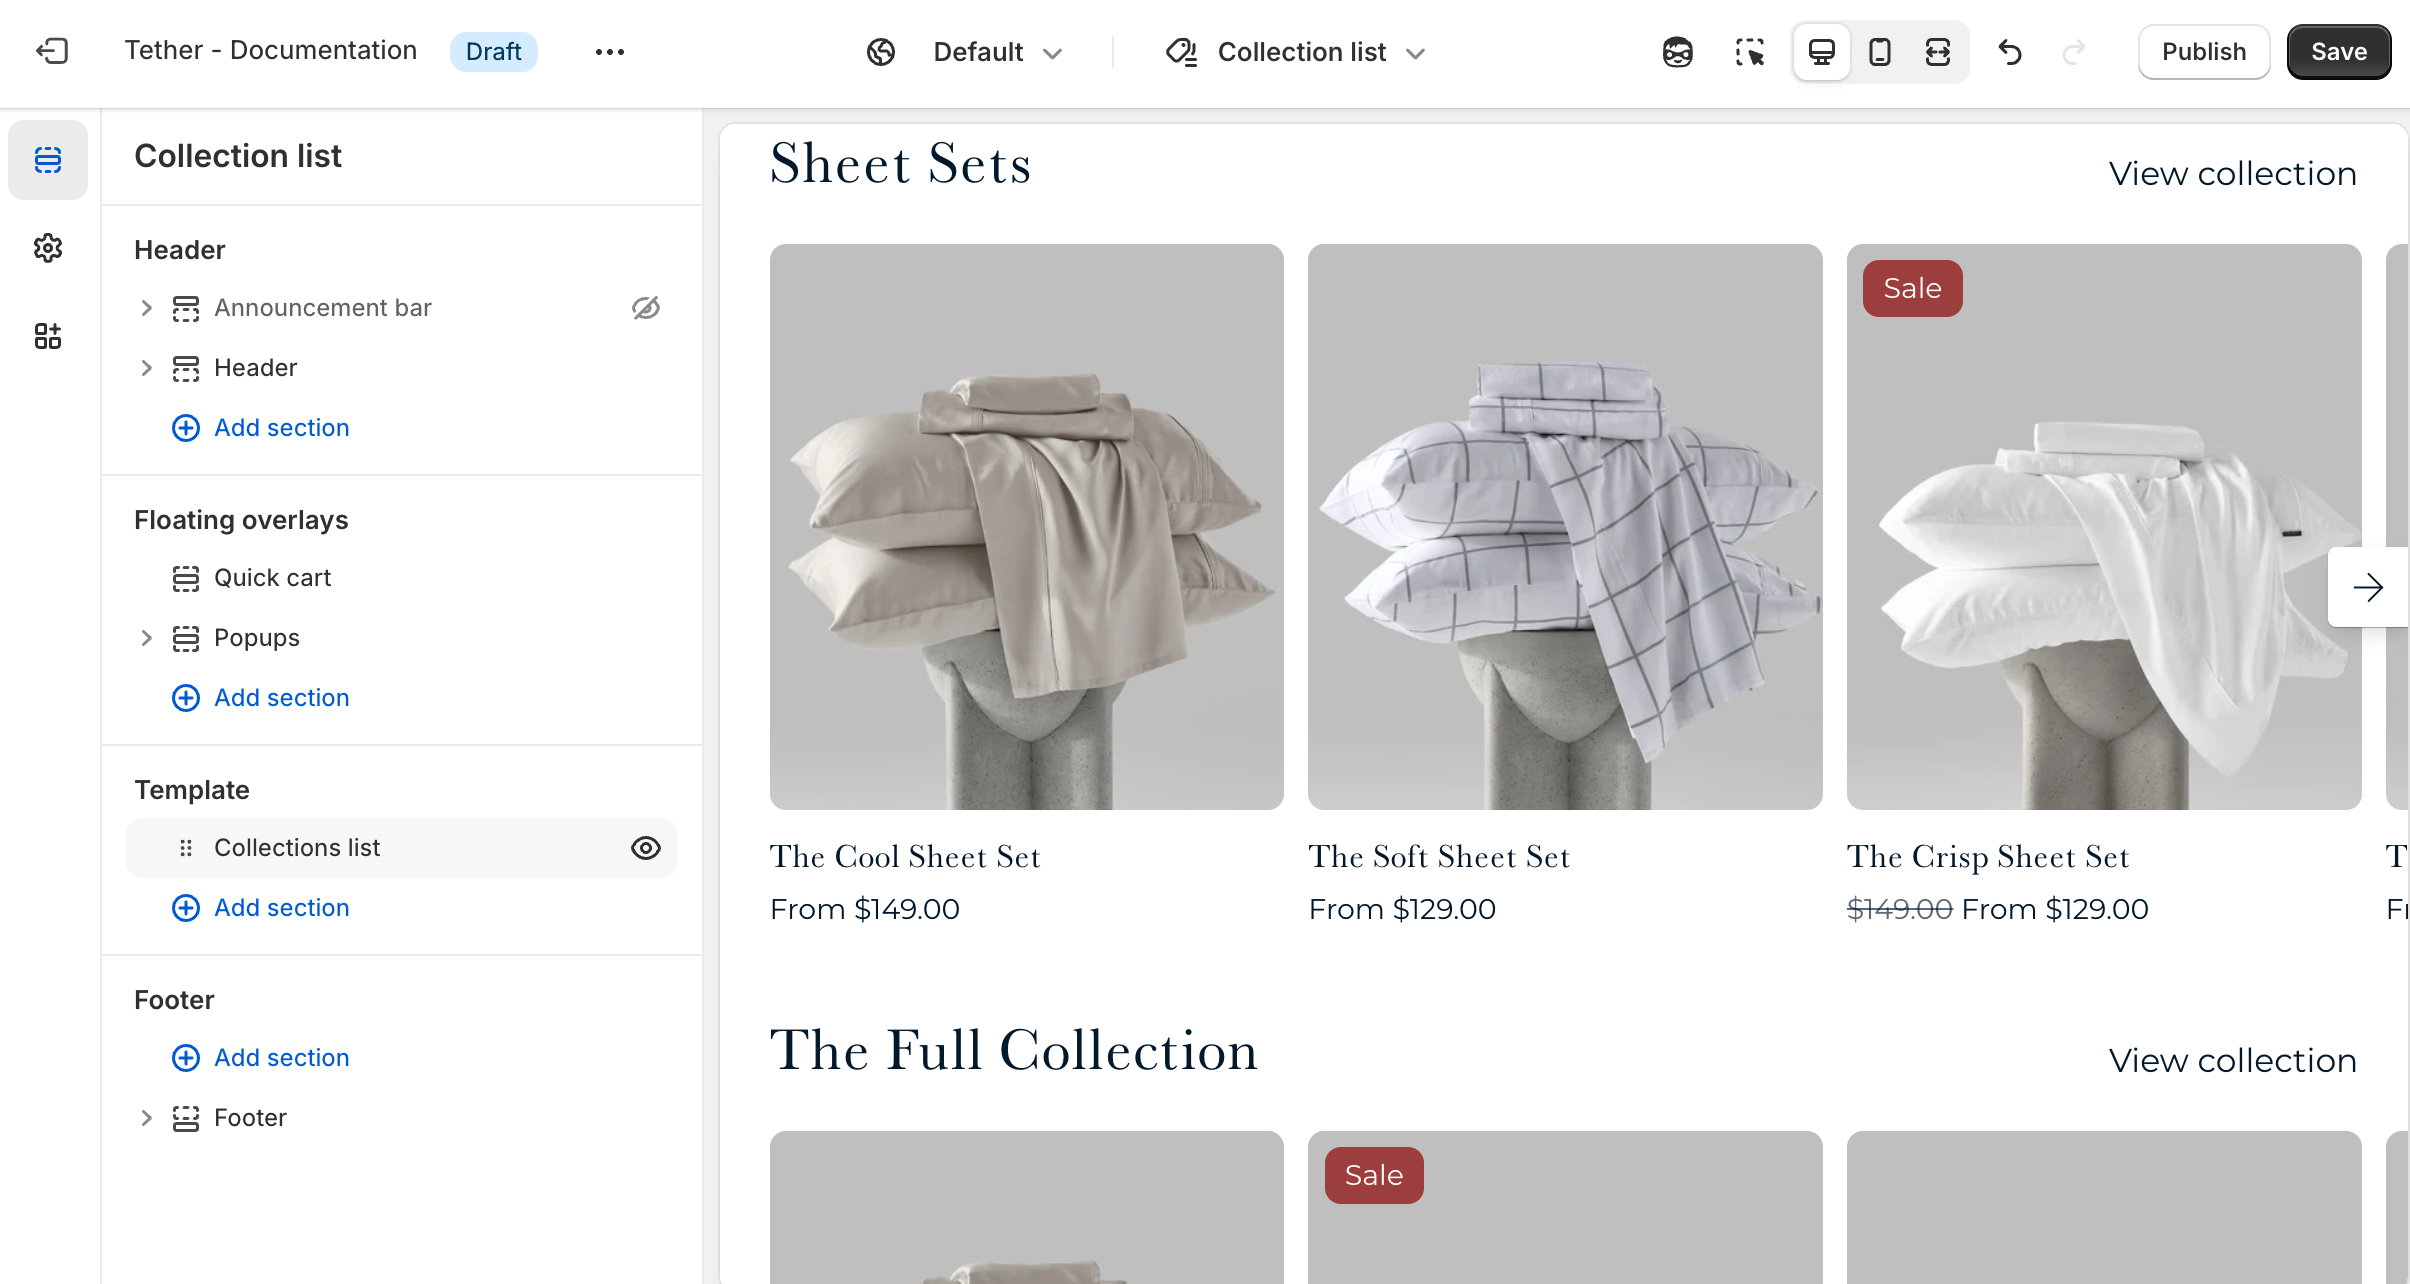 Tether - Documentation
Draft
Default
Collection list
Publish
Save
Collection list
Header
Announcement bar
Header
Add section
Floating overlays
Quick cart
Popups
Add section
Template
Collections list
Add section
Footer
Add section
Footer
Sheet Sets
View collection
Sale
The Cool Sheet Set
From $149.00
The Soft Sheet Set
From $129.00
The Crisp Sheet Set
$149.00 From $129.00
The Full Collection
View collection
Sale